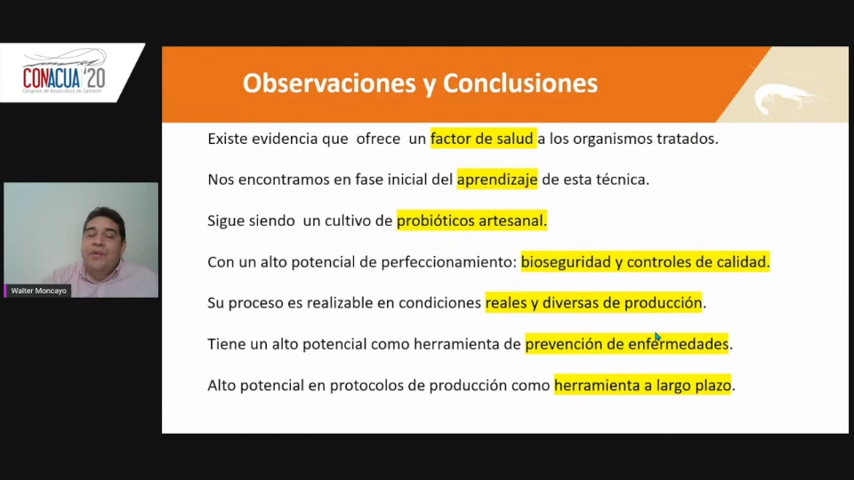 CONACUA '20
Congreso de Acuacultura de Camarón
Observaciones y Conclusiones
Existe evidencia que ofrece un factor de salud a los organismos tratados.
Nos encontramos en fase inicial del aprendizaje de esta técnica.
Sigue siendo un cultivo de probióticos artesanal.
Con un alto potencial de perfeccionamiento: bioseguridad y controles de calidad.
Su proceso es realizable en condiciones reales y diversas de producción.
Tiene un alto potencial como herramienta de prevención de enfermedades.
Alto potencial en protocolos de producción como herramienta a largo plazo.
Walter Moncayo